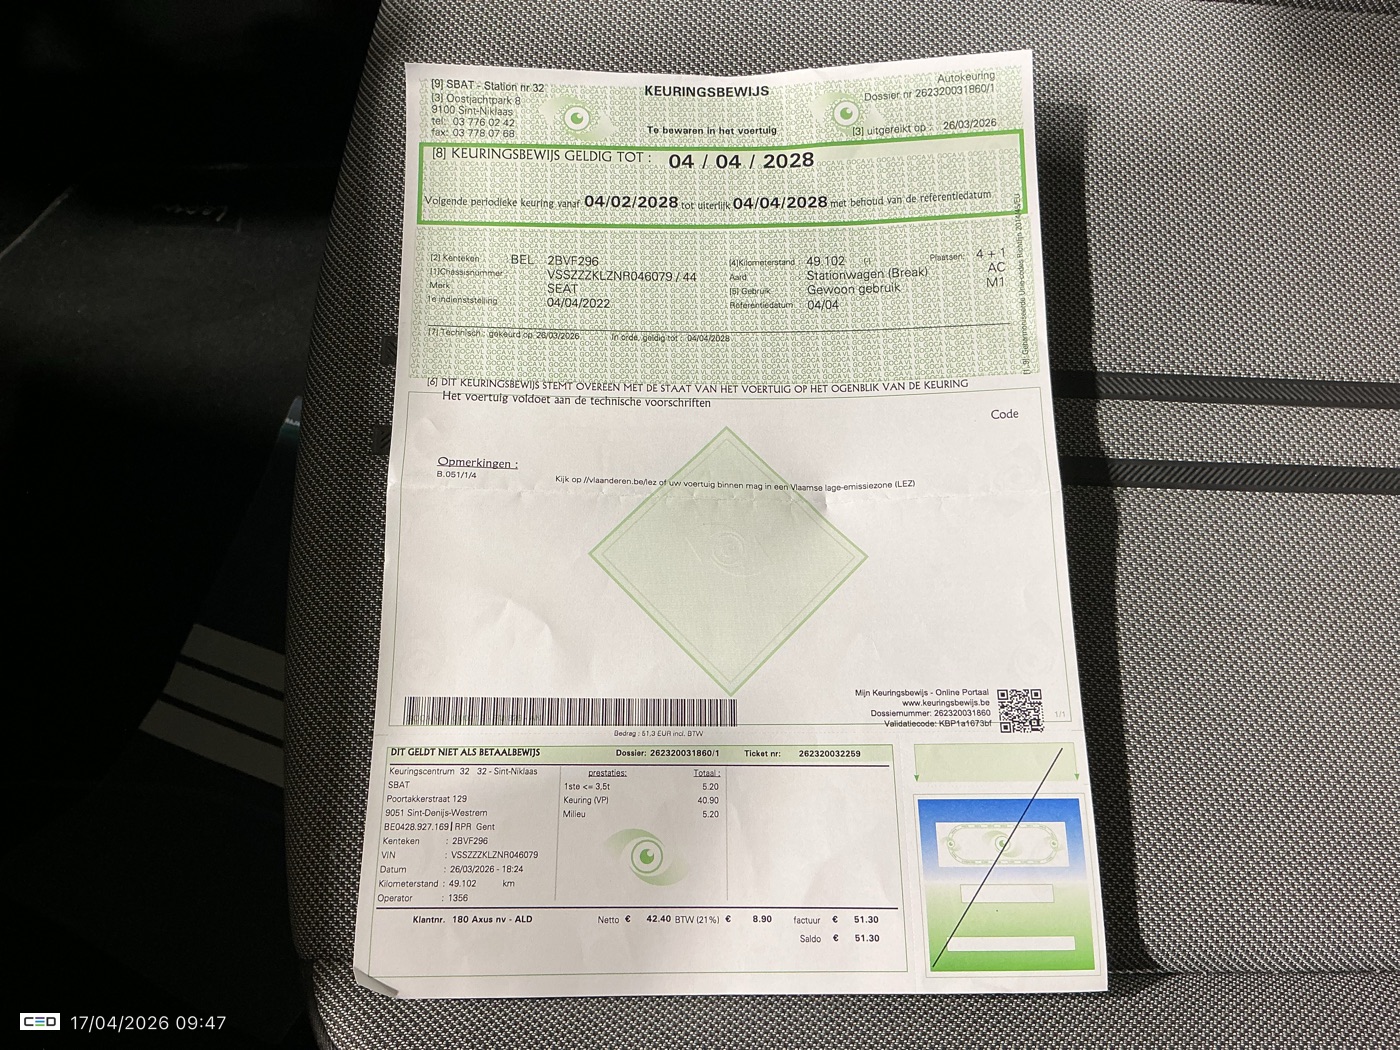 [9] SBAT - Station nr 32
[3] Oostjachtpark 8
9100 Sint-Niklaas
tel: 03 776 02 42
fax: 03 778 07 68
KEURINGSBEWIJS
Te bewaren in het voertuig
Autokeuring
Dossier nr 262320031860/1
[3] uitgereikt op : 26/03/2026
[8] KEURINGSBEWIJS GELDIG TOT : 04 / 04 / 2028
Volgende periodieke keuring vanaf 04/02/2028 tot uiterlijk 04/04/2028 met behoud van de referentiedatum
[2] Kenteken BEL 2BVF296
[1]Chassisnummer VSSZZZKLZNR046079 / 44
Merk SEAT
1e indienststelling 04/04/2022
[4]Kilometerstand 49.102
Aard Stationwagen (Break)
[5] Gebruik Gewoon gebruik
Referentiedatum 04/04
Plaatsen: 4 + 1
AC
M1
[7] Technisch : gekeurd op 26/03/2026 In orde, geldig tot : 04/04/2028
[6] DIT KEURINGSBEWIJS STEMT OVEREEN MET DE STAAT VAN HET VOERTUIG OP HET OGENBLIK VAN DE KEURING
Het voertuig voldoet aan de technische voorschriften
Code
Opmerkingen :
B.051/1/4
Kijk op //vlaanderen.be/lez of uw voertuig binnen mag in een Vlaamse lage-emissiezone (LEZ)
Mijn Keuringsbewijs - Online Portaal
www.keuringsbewijs.be
Dossiernummer: 262320031860
Validatiecode: KBP1a1673bf
1/1
Bedrag : 51,3 EUR incl. BTW
DIT GELDT NIET ALS BETAALBEWIJS Dossier: 262320031860/1 Ticket nr: 262320032259
Keuringscentrum 32 32 - Sint-Niklaas
SBAT
Poortakkerstraat 129
9051 Sint-Denijs-Westrem
BE0428.927.169 | RPR Gent
Kenteken : 2BVF296
VIN : VSSZZZKLZNR046079
Datum : 26/03/2026 - 18:24
Kilometerstand : 49.102 km
Operator : 1356
prestaties: Totaal :
1ste <= 3,5t 5.20
Keuring (VP) 40.90
Milieu 5.20
Klantnr. 180 Axus nv - ALD Netto € 42.40 BTW (21%) € 8.90 factuur € 51.30
Saldo € 51.30
CED 17/04/2026 09:47